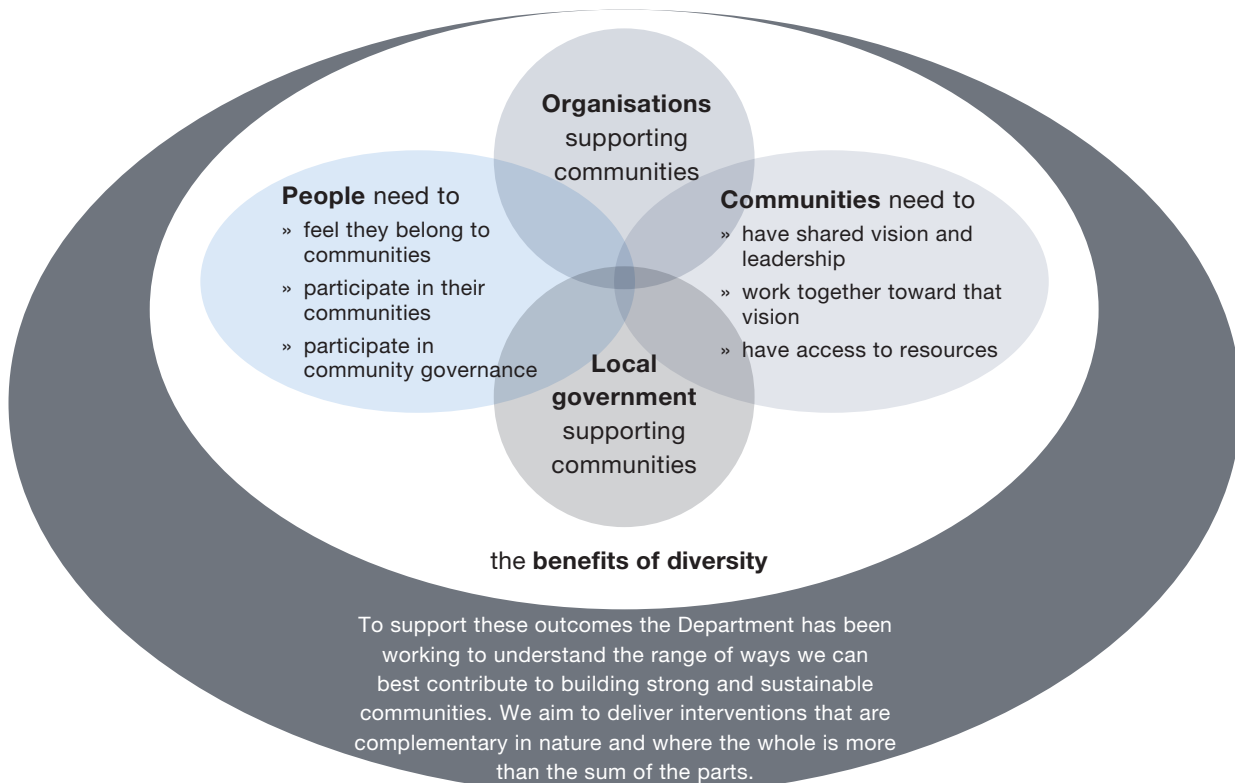 Organisations
supporting
communities
People need to
» feel they belong to
communities
» participate in their
communities
» participate in
community governance
Communities need to
» have shared vision and
leadership
» work together toward that
vision
» have access to resources
Local
government
supporting
communities
the benefits of diversity
To support these outcomes the Department has been
working to understand the range of ways we can
best contribute to building strong and sustainable
communities. We aim to deliver interventions that are
complementary in nature and where the whole is more
than the sum of the parts.